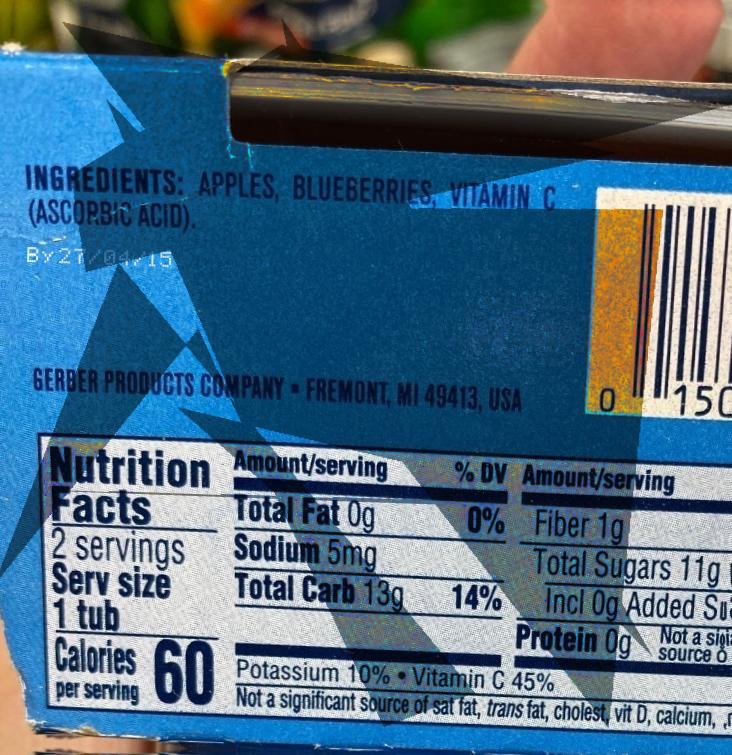 INGREDIENTS: APPLES, BLUEBERRIES, VITAMIN C
(ASCORBIC ACID).
By27/04/15
GERBER PRODUCTS COMPANY • FREMONT, MI 49413, USA
0 150
Nutrition
Facts
2 servings
Serv size
1 tub
Calories 60
per serving
Amount/serving % DV
Total Fat 0g 0%
Sodium 5mg
Total Carb 13g 14%
Amount/serving
Fiber 1g
Total Sugars 11g
Incl 0g Added
Protein 0g Not a
source
Potassium 10% • Vitamin C 45%
Not a significant source of sat fat, trans fat, cholest, vit D, calcium,